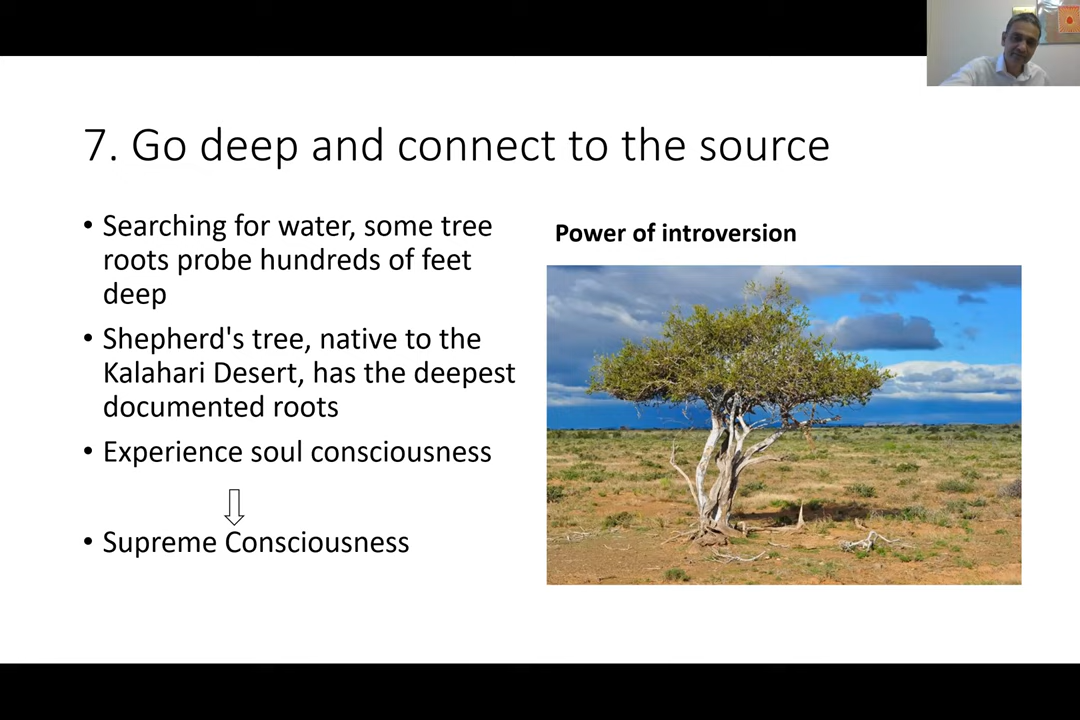 7. Go deep and connect to the source
• Searching for water, some tree
roots probe hundreds of feet
deep
• Shepherd's tree, native to the
Kalahari Desert, has the deepest
documented roots
• Experience soul consciousness
• Supreme Consciousness
Power of introversion